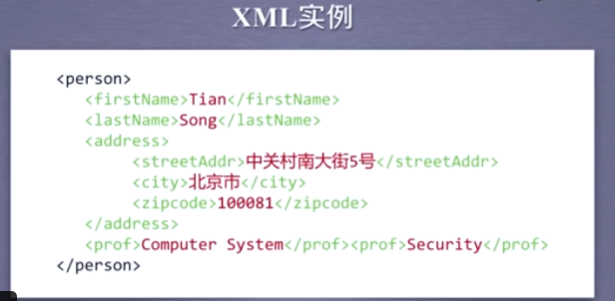 XML实例
<person>
<firstName>Tian</firstName>
<lastName>Song</lastName>
<address>
<streetAddr>中关村南大街5号</streetAddr>
<city>北京市</city>
<zipcode>100081</zipcode>
</address>
<prof>Computer System</prof><prof>Security</prof>
</person>